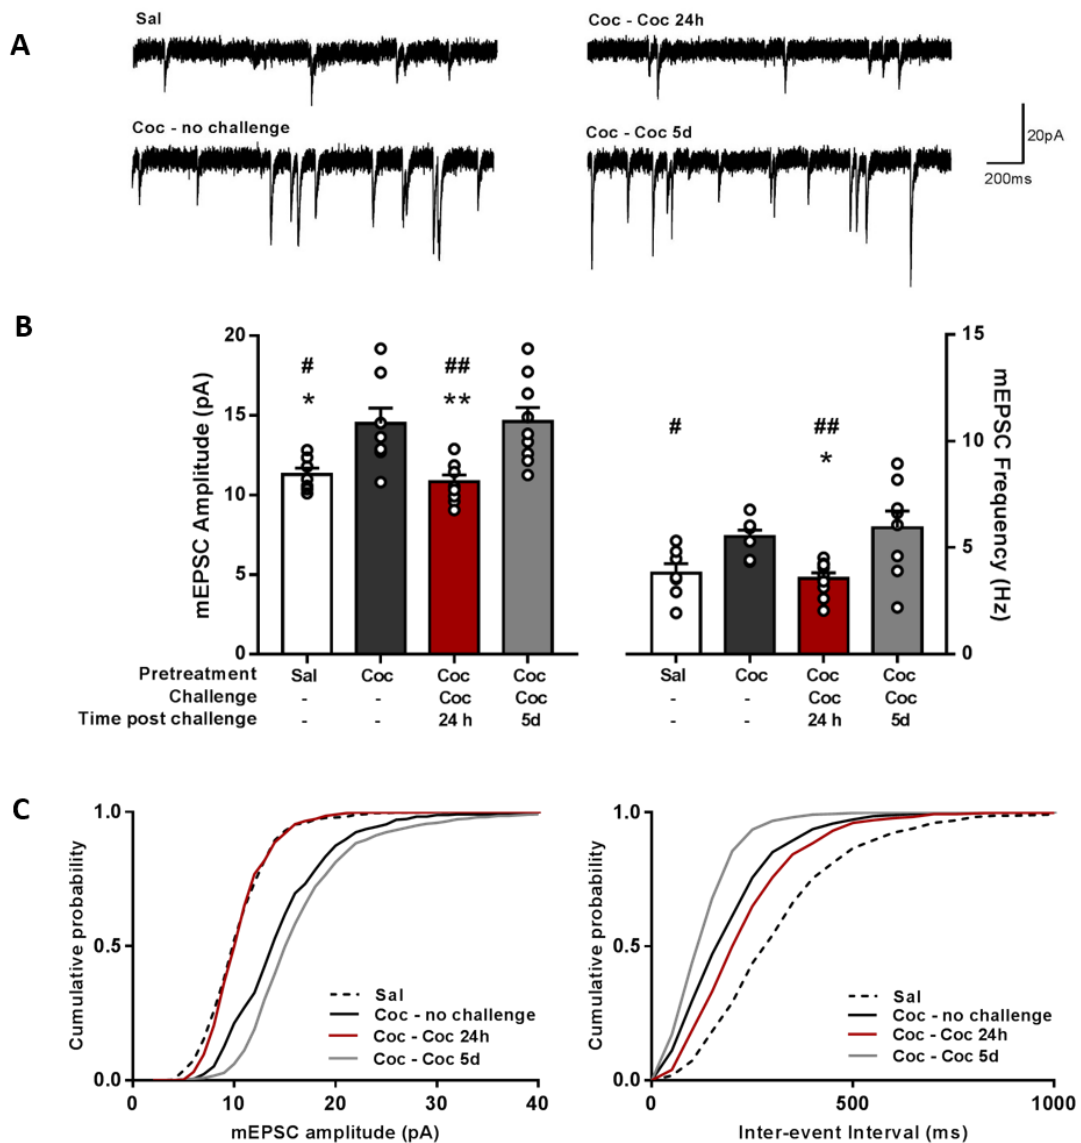 A
Sal
Coc - Coc 24h
Coc - no challenge
Coc - Coc 5d
20pA
200ms
B
mEPSC Amplitude (pA)
20
15
10
5
0
#
*
##
**
Pretreatment Sal Coc Coc Coc
Challenge - - Coc Coc
Time post challenge - - 24 h 5d
#
##
*
15
10
5
0
mEPSC Frequency (Hz)
Sal Coc Coc Coc
- - Coc Coc
- - 24 h 5d
C
Cumulative probability
1.0
0.5
0.0
Sal
Coc - no challenge
Coc - Coc 24h
Coc - Coc 5d
0 10 20 30 40
mEPSC amplitude (pA)
Cumulative probability
1.0
0.5
0.0
Sal
Coc - no challenge
Coc - Coc 24h
Coc - Coc 5d
0 500 1000
Inter-event Interval (ms)